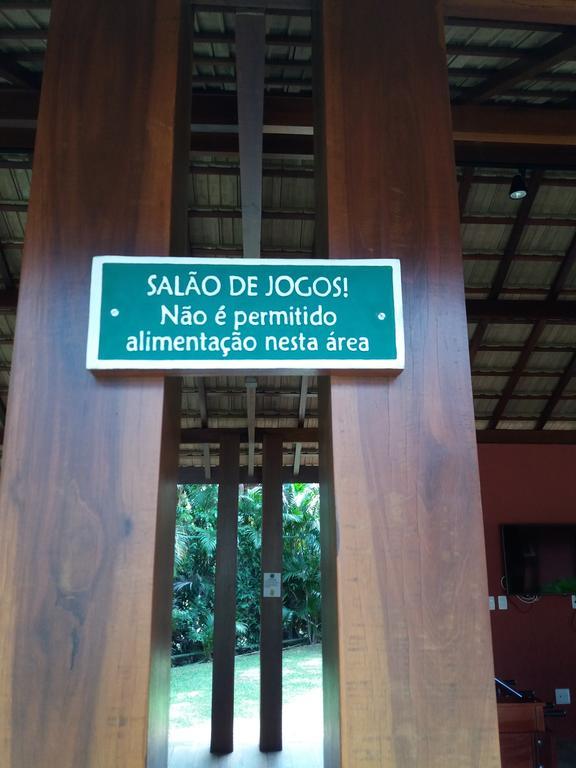 SALÃO DE JOGOS!
Não é permitido
alimentação nesta área